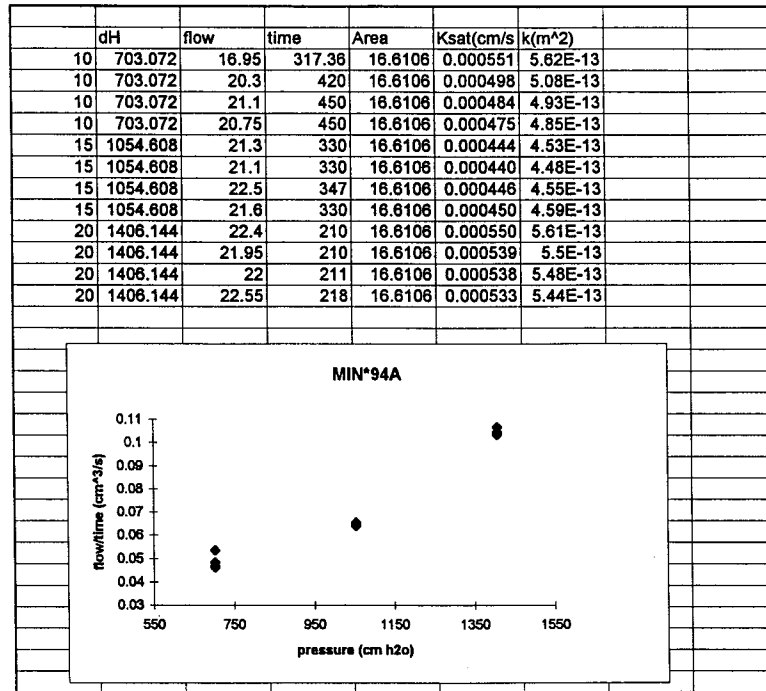 dH flow time Area Ksat(cm/s k(m^2)
10 703.072 16.95 317.36 16.6106 0.000551 5.62E-13
10 703.072 20.3 420 16.6106 0.000498 5.08E-13
10 703.072 21.1 450 16.6106 0.000484 4.93E-13
10 703.072 20.75 450 16.6106 0.000475 4.85E-13
15 1054.608 21.3 330 16.6106 0.000444 4.53E-13
15 1054.608 21.1 330 16.6106 0.000440 4.48E-13
15 1054.608 22.5 347 16.6106 0.000446 4.55E-13
15 1054.608 21.6 330 16.6106 0.000450 4.59E-13
20 1406.144 22.4 210 16.6106 0.000550 5.61E-13
20 1406.144 21.95 210 16.6106 0.000539 5.5E-13
20 1406.144 22 211 16.6106 0.000538 5.48E-13
20 1406.144 22.55 218 16.6106 0.000533 5.44E-13
MIN*94A
flow/time (cm^3/s)
0.11
0.1
0.09
0.08
0.07
0.06
0.05
0.04
0.03
550 750 950 1150 1350 1550
pressure (cm h2o)